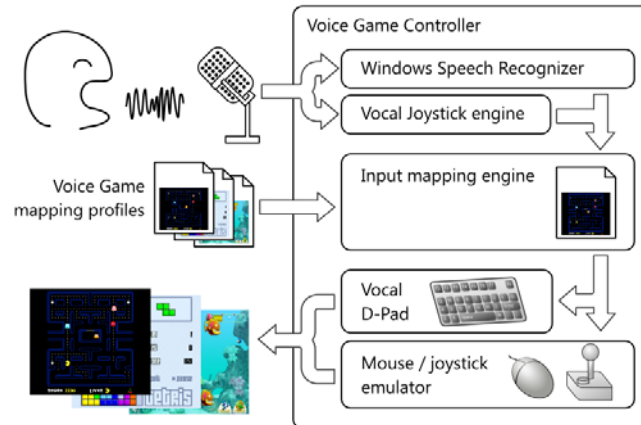 Voice Game Controller
Windows Speech Recognizer
Vocal Joystick engine
Voice Game
mapping profiles
Input mapping engine
Vocal
D-Pad
Mouse / joystick
emulator